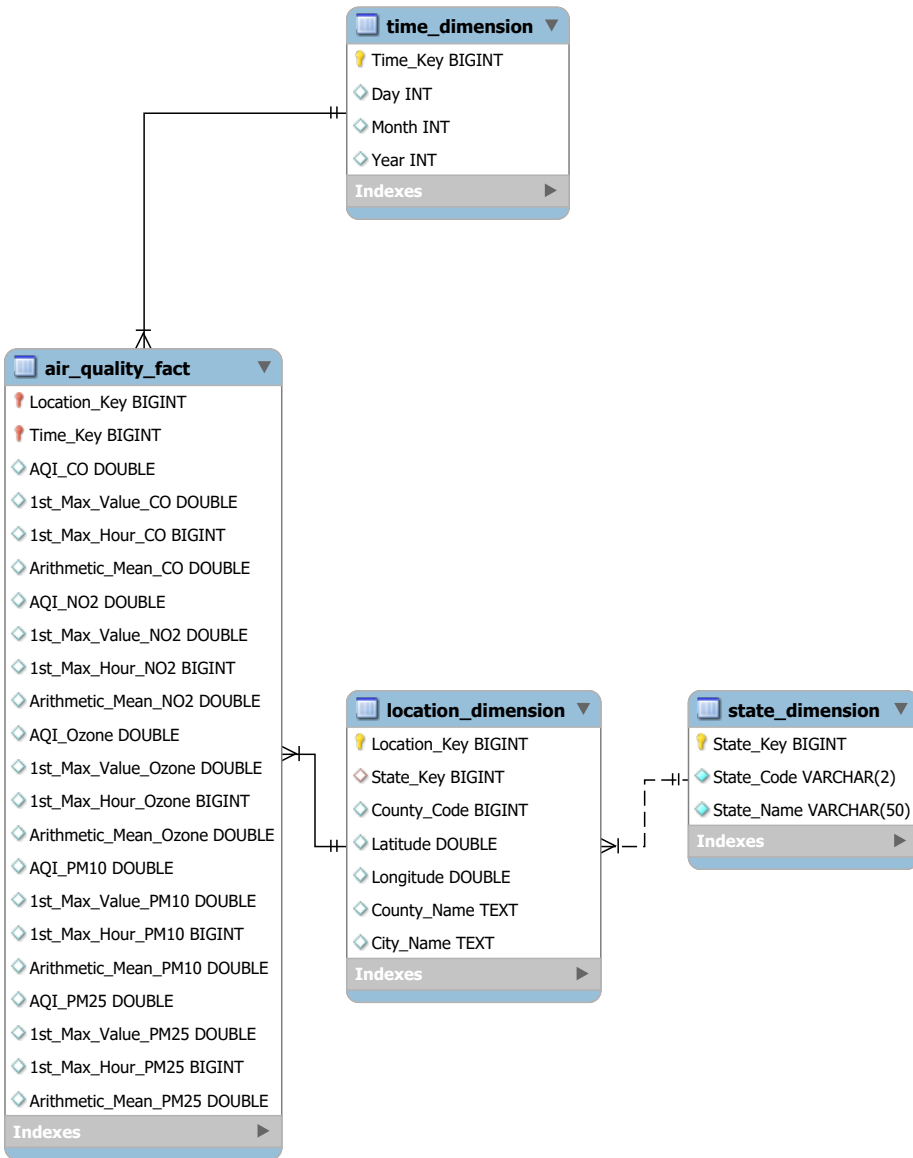 time_dimension
Time_Key BIGINT
Day INT
Month INT
Year INT
Indexes
air_quality_fact
Location_Key BIGINT
Time_Key BIGINT
AQI_CO DOUBLE
1st_Max_Value_CO DOUBLE
1st_Max_Hour_CO BIGINT
Arithmetic_Mean_CO DOUBLE
AQI_NO2 DOUBLE
1st_Max_Value_NO2 DOUBLE
1st_Max_Hour_NO2 BIGINT
Arithmetic_Mean_NO2 DOUBLE
AQI_Ozone DOUBLE
1st_Max_Value_Ozone DOUBLE
1st_Max_Hour_Ozone BIGINT
Arithmetic_Mean_Ozone DOUBLE
AQI_PM10 DOUBLE
1st_Max_Value_PM10 DOUBLE
1st_Max_Hour_PM10 BIGINT
Arithmetic_Mean_PM10 DOUBLE
AQI_PM25 DOUBLE
1st_Max_Value_PM25 DOUBLE
1st_Max_Hour_PM25 BIGINT
Arithmetic_Mean_PM25 DOUBLE
Indexes
location_dimension
Location_Key BIGINT
State_Key BIGINT
County_Code BIGINT
Latitude DOUBLE
Longitude DOUBLE
County_Name TEXT
City_Name TEXT
Indexes
state_dimension
State_Key BIGINT
State_Code VARCHAR(2)
State_Name VARCHAR(50)
Indexes